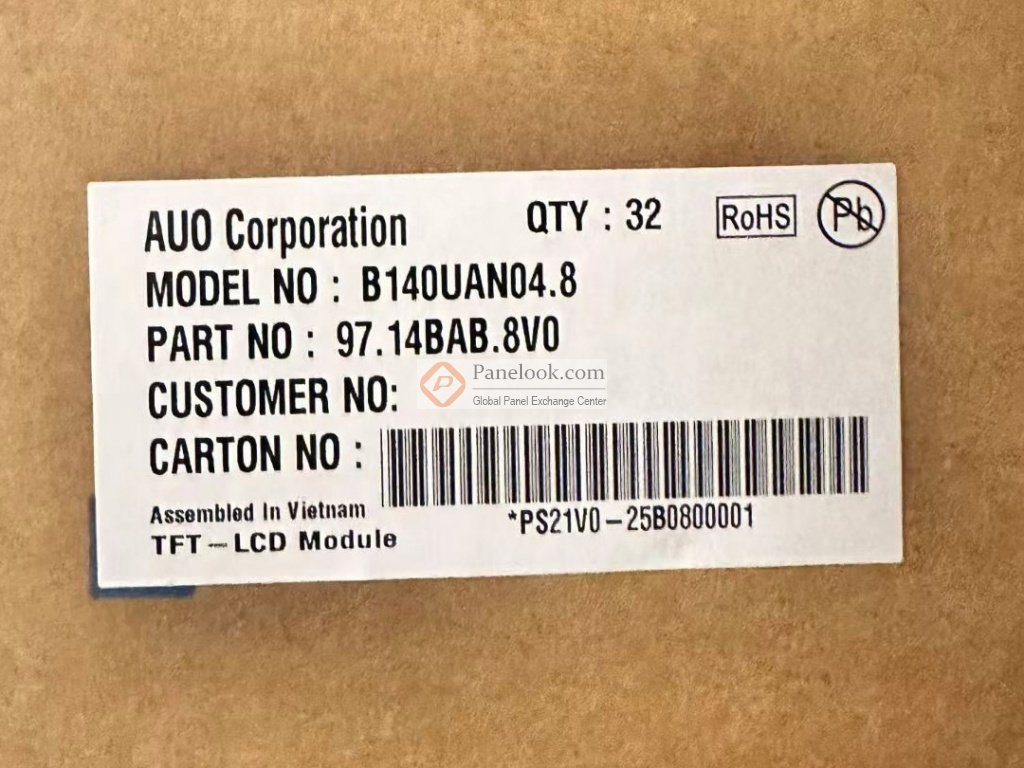 AUO Corporation QTY : 32 RoHS Pb
MODEL NO : B140UAN04.8
PART NO : 97.14BAB.8V0
Panelook.com
Global Panel Exchange Center
CUSTOMER NO:
CARTON NO :
*PS21V0-25B0800001
Assembled In Vietnam
TFT-LCD Module